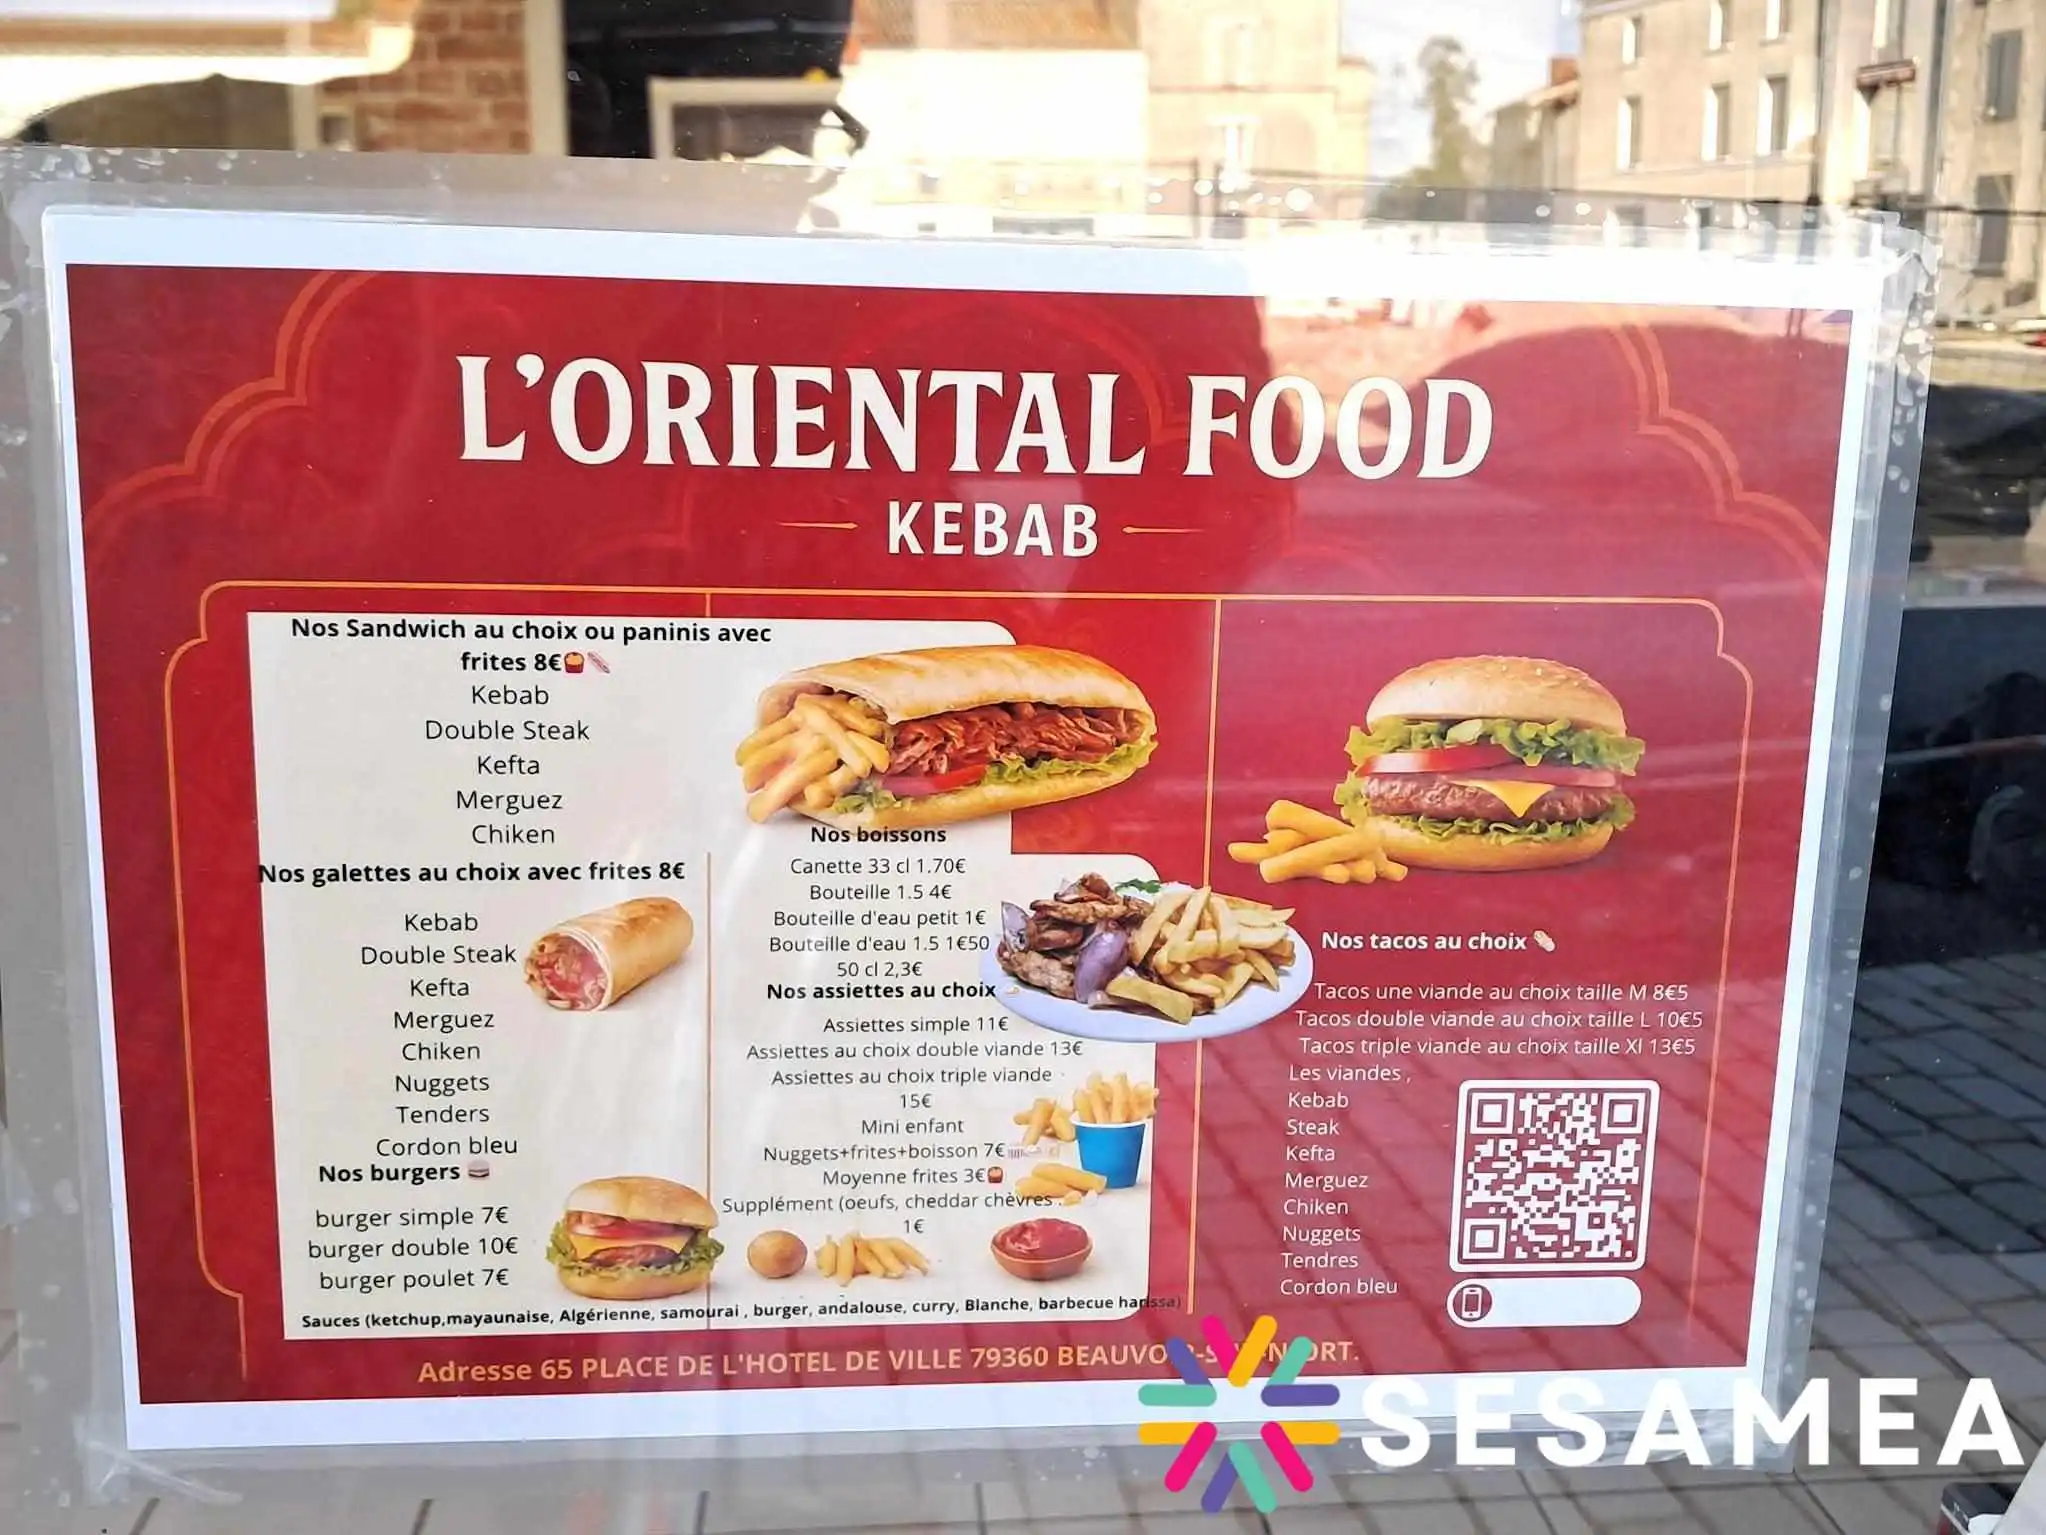 L'ORIENTAL FOOD
KEBAB
Nos Sandwich au choix ou paninis avec
frites 8€
Kebab
Double Steak
Kefta
Merguez
Chiken
Nos galettes au choix avec frites 8€
Kebab
Double Steak
Kefta
Merguez
Chiken
Nuggets
Tenders
Cordon bleu
Nos burgers
burger simple 7€
burger double 10€
burger poulet 7€
Nos boissons
Canette 33 cl 1.70€
Bouteille 1.5 4€
Bouteille d'eau petit 1€
Bouteille d'eau 1.5 1€50
50 cl 2,3€
Nos assiettes au choix
Assiettes simple 11€
Assiettes au choix double viande 13€
Assiettes au choix triple viande
15€
Mini enfant
Nuggets+frites+boisson 7€
Moyenne frites 3€
Supplément (oeufs, cheddar chèvres
1€
Nos tacos au choix
Tacos une viande au choix taille M 8€5
Tacos double viande au choix taille L 10€5
Tacos triple viande au choix taille Xl 13€5
Les viandes ,
Kebab
Steak
Kefta
Merguez
Chiken
Nuggets
Tendres
Cordon bleu
Sauces (ketchup,mayaunaise, Algérienne, samourai , burger, andalouse, curry, Blanche, barbecue harissa)
Adresse 65 PLACE DE L'HOTEL DE VILLE 79360
SESAMEA